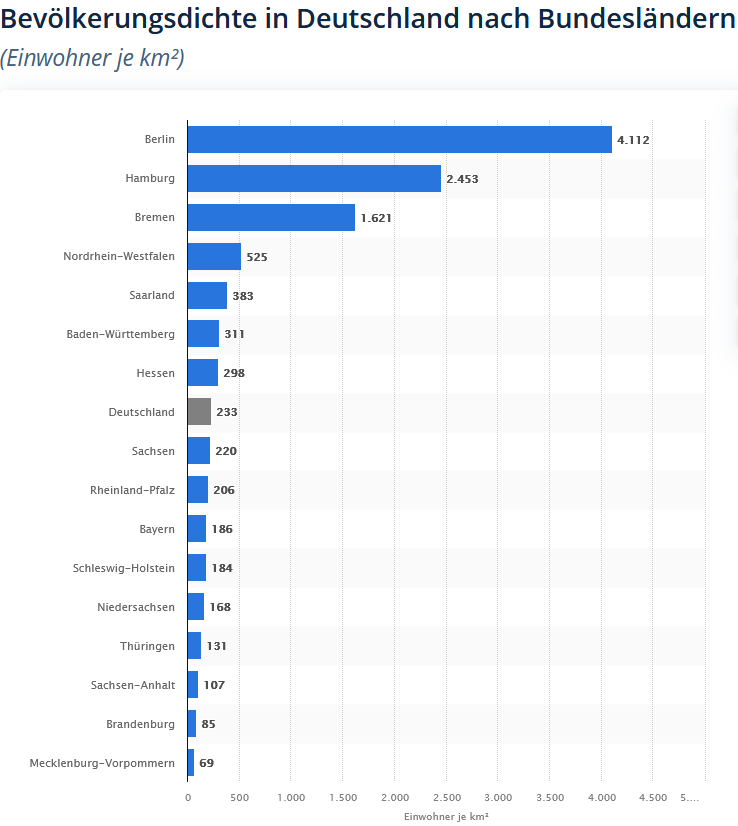 Bevölkerungsdichte in Deutschland nach Bundesländern
(Einwohner je km²)
Berlin 4.112
Hamburg 2.453
Bremen 1.621
Nordrhein-Westfalen 525
Saarland 383
Baden-Württemberg 311
Hessen 298
Deutschland 233
Sachsen 220
Rheinland-Pfalz 206
Bayern 186
Schleswig-Holstein 184
Niedersachsen 168
Thüringen 131
Sachsen-Anhalt 107
Brandenburg 85
Mecklenburg-Vorpommern 69
0 500 1.000 1.500 2.000 2.500 3.000 3.500 4.000 4.500 5....
Einwohner je km²